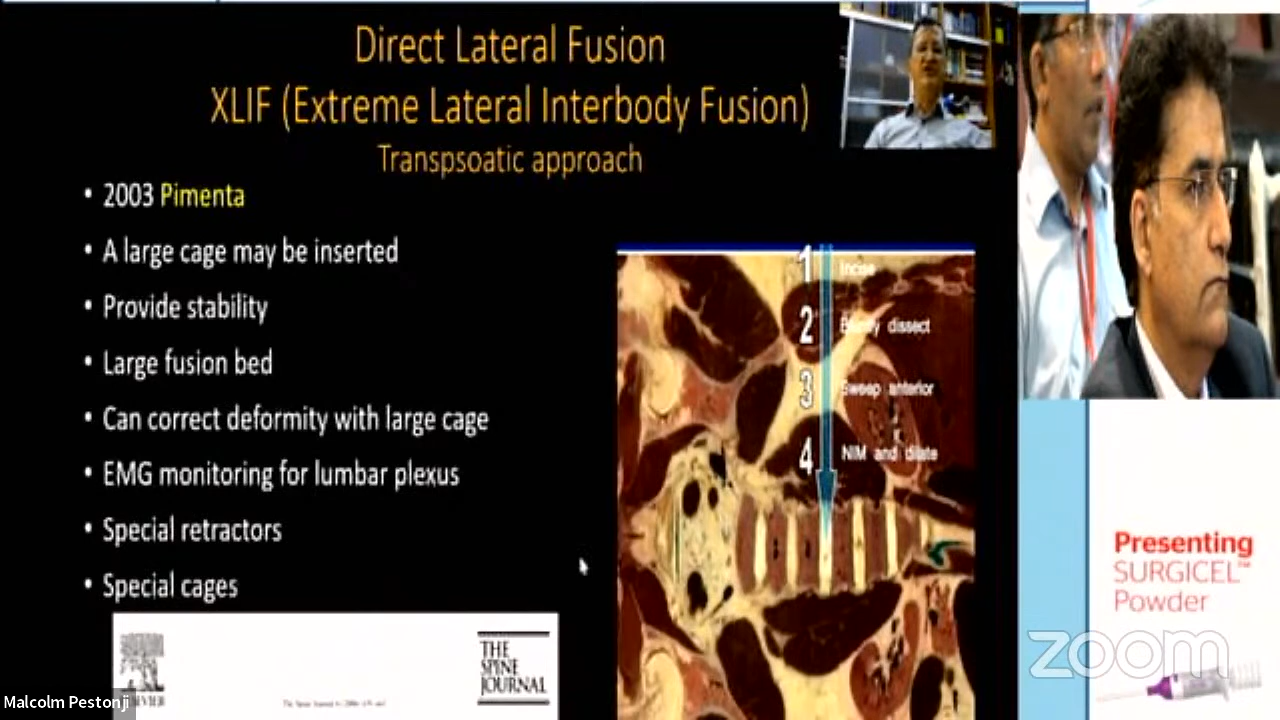 Direct Lateral Fusion
XLIF (Extreme Lateral Interbody Fusion)
Transpsoatic approach
• 2003 Pimenta
• A large cage may be inserted
• Provide stability
• Large fusion bed
• Can correct deformity with large cage
• EMG monitoring for lumbar plexus
• Special retractors
• Special cages
1 Incise
2 Bluntly dissect
3 Sweep anterior
4 NIM and dilate
THE
SPINE
JOURNAL
Malcolm Pestonji
Presenting
SURGICEL™
Powder
zoom